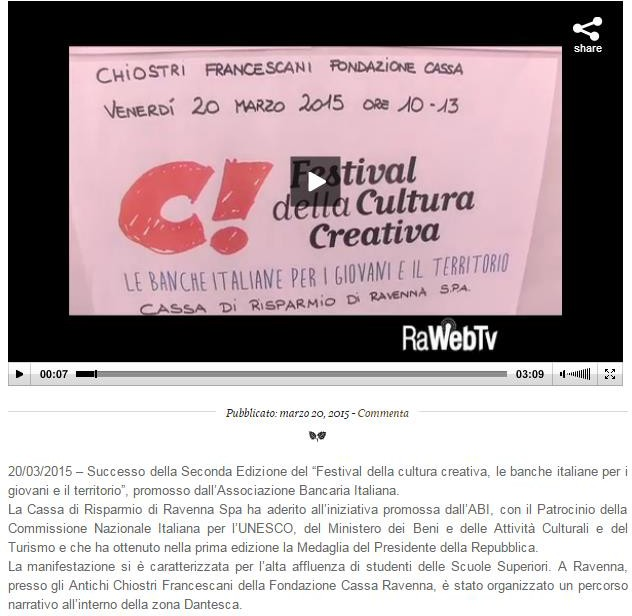 share
CHIOSTRI FRANCESCANI FONDAZIONE CASSA
VENERDÍ 20 MARZO 2015 ORE 10-13
C! Festival
della Cultura
Creativa
LE BANCHE ITALIANE PER I GIOVANI E IL TERRITORIO
CASSA DI RISPARMIO DI RAVENNA S.P.A.
RaWebTv
00:07 03:09
Pubblicato: marzo 20, 2015 - Commenta
20/03/2015 – Successo della Seconda Edizione del “Festival della cultura creativa, le banche italiane per i
giovani e il territorio”, promosso dall’Associazione Bancaria Italiana.
La Cassa di Risparmio di Ravenna Spa ha aderito all’iniziativa promossa dall’ABI, con il Patrocinio della
Commissione Nazionale Italiana per l’UNESCO, del Ministero dei Beni e delle Attività Culturali e del
Turismo e che ha ottenuto nella prima edizione la Medaglia del Presidente della Repubblica.
La manifestazione si è caratterizzata per l’alta affluenza di studenti delle Scuole Superiori. A Ravenna,
presso gli Antichi Chiostri Francescani della Fondazione Cassa Ravenna, è stato organizzato un percorso
narrativo all’interno della zona Dantesca.